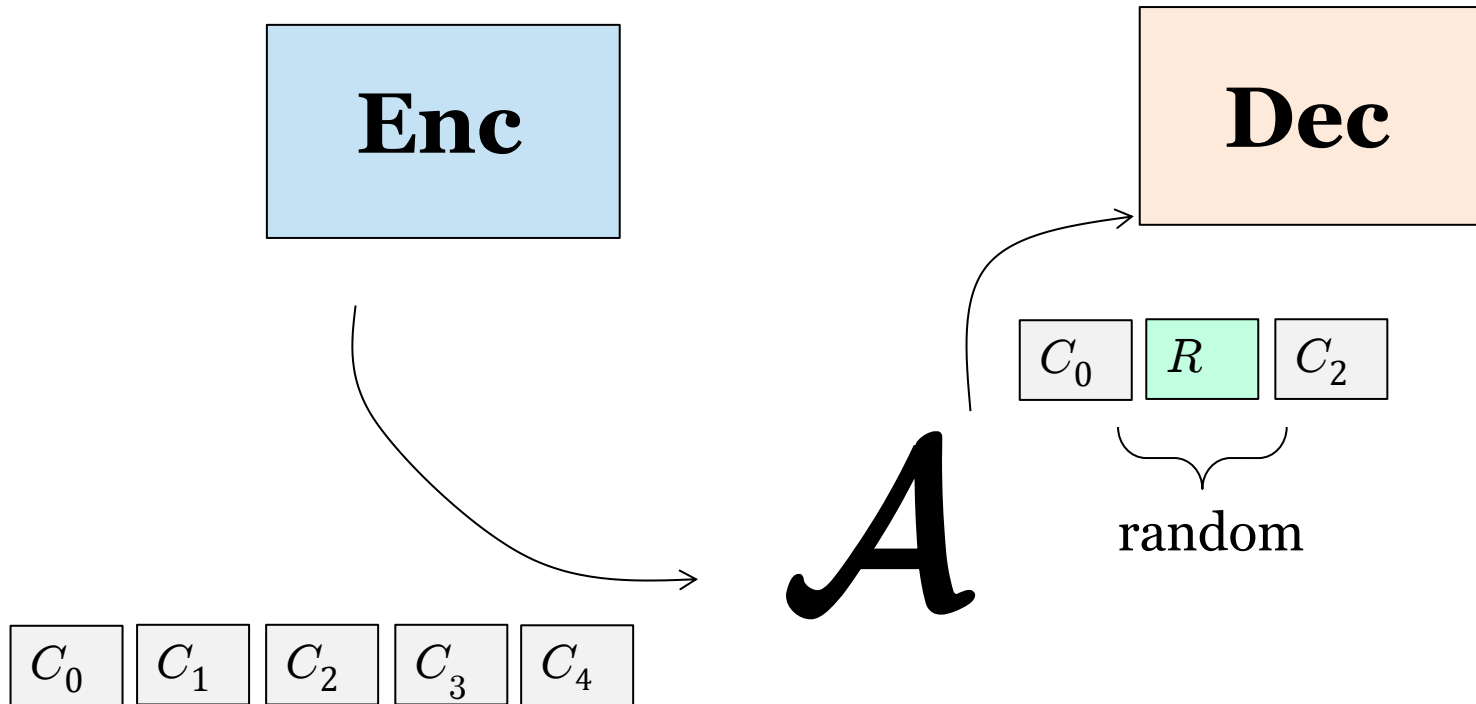 Enc
Dec
C₀ R C₂
𝒜
random
C₀ C₁ C₂ C₃ C₄